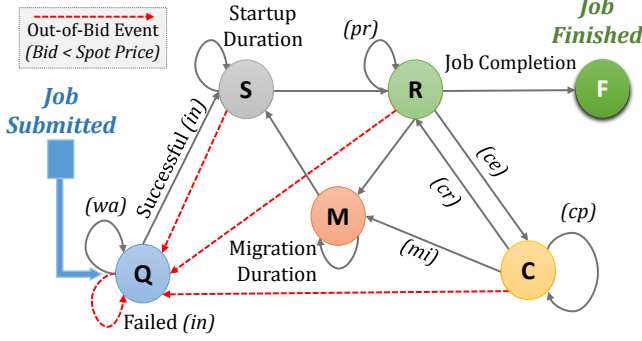 Out-of-Bid Event
(Bid < Spot Price)
Startup
Duration
(pr)
Job
Finished
Job Completion
S
R
F
Job
Submitted
Successful (in)
(ce)
(cr)
(wa)
M
(cp)
Migration
Duration
(mi)
Q
C
Failed (in)